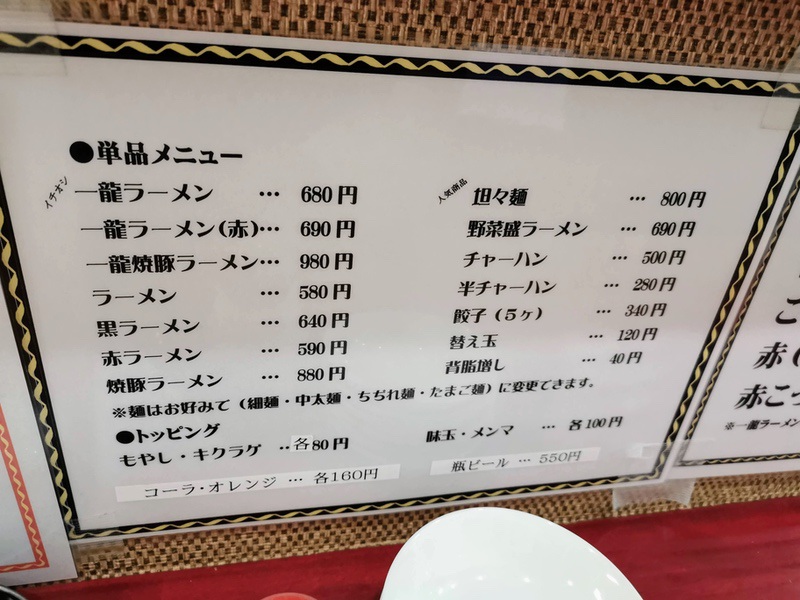 ●単品メニュー
イチオシ
一龍ラーメン … 680円
一龍ラーメン(赤)… 690円
一龍焼豚ラーメン… 980円
ラーメン … 580円
黒ラーメン … 640円
赤ラーメン … 590円
焼豚ラーメン … 880円
人気商品
坦々麺 … 800円
野菜盛ラーメン … 690円
チャーハン … 500円
半チャーハン … 280円
餃子(5ヶ) … 340円
替え玉 … 120円
背脂増し … 40円
※麺はお好みで(細麺・中太麺・ちぢれ麺・たまご麺)に変更できます。
●トッピング
もやし・キクラゲ ‥各80円
味玉・メンマ … 各100円
コーラ・オレンジ … 各160円
瓶ビール … 550円
こ
赤(
赤こっ
※一龍ラーメン